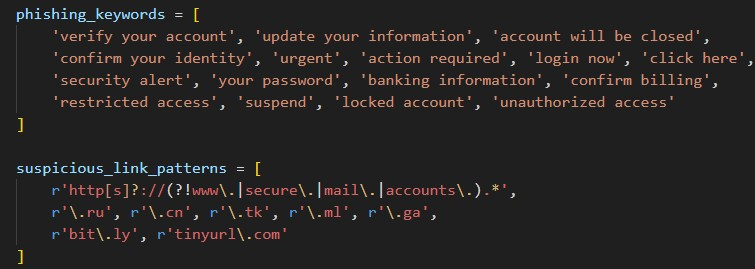 phishing_keywords = [
    'verify your account', 'update your information', 'account will be closed',
    'confirm your identity', 'urgent', 'action required', 'login now', 'click here',
    'security alert', 'your password', 'banking information', 'confirm billing',
    'restricted access', 'suspend', 'locked account', 'unauthorized access'
]
suspicious_link_patterns = [
    r'http[s]?://(?!www\.|secure\.|mail\.|accounts\.).*',
    r'\.ru', r'\.cn', r'\.tk', r'\.ml', r'\.ga',
    r'bit\.ly', r'tinyurl\.com'
]